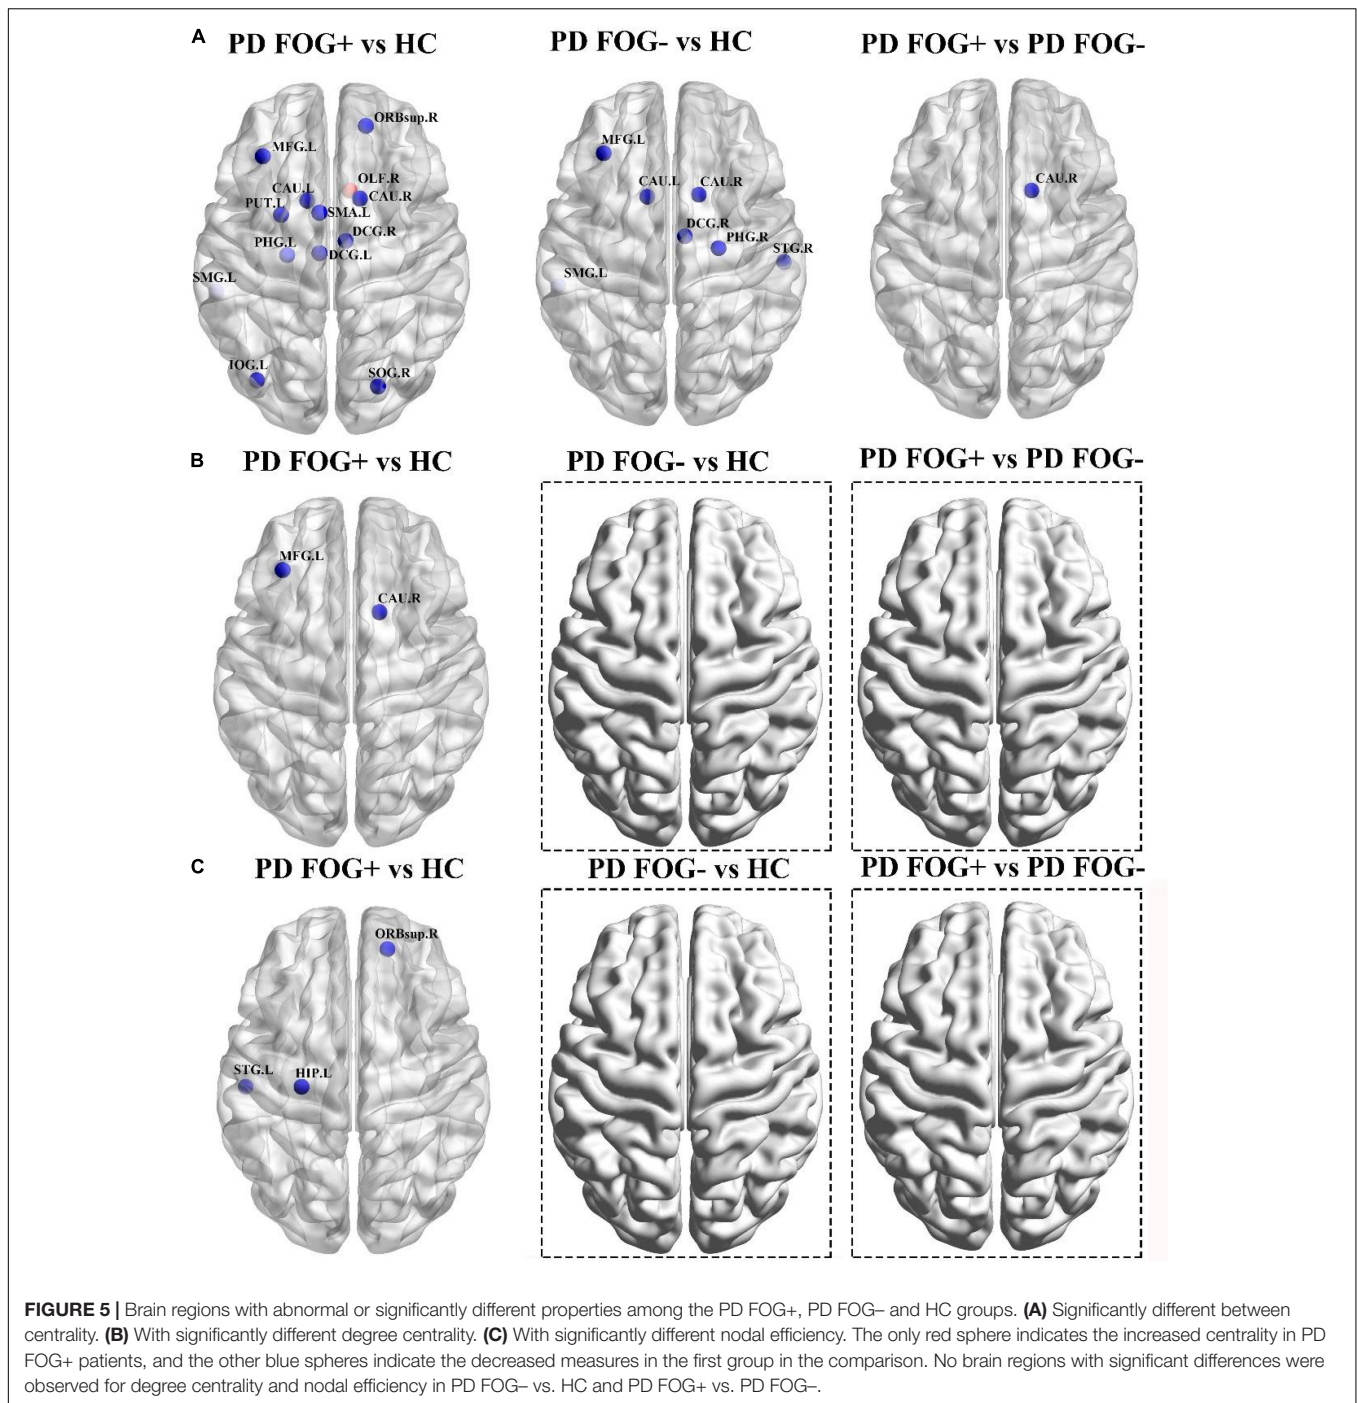 A
PD FOG+ vs HC
PD FOG- vs HC
PD FOG+ vs PD FOG-
ORBsup.R
MFG.L
OLF.R
CAU.L
CAU.R
PUT.L
SMA.L
DCG.R
PHG.L
DCG.L
SMG.L
IOG.L
SOG.R
MFG.L
CAU.L
CAU.R
DCG.R
PHG.R
STG.R
SMG.L
CAU.R
B
PD FOG+ vs HC
PD FOG- vs HC
PD FOG+ vs PD FOG-
MFG.L
CAU.R
C
PD FOG+ vs HC
PD FOG- vs HC
PD FOG+ vs PD FOG-
ORBsup.R
STG.L
HIP.L
FIGURE 5 | Brain regions with abnormal or significantly different properties among the PD FOG+, PD FOG– and HC groups. (A) Significantly different between
centrality. (B) With significantly different degree centrality. (C) With significantly different nodal efficiency. The only red sphere indicates the increased centrality in PD
FOG+ patients, and the other blue spheres indicate the decreased measures in the first group in the comparison. No brain regions with significant differences were
observed for degree centrality and nodal efficiency in PD FOG– vs. HC and PD FOG+ vs. PD FOG–.